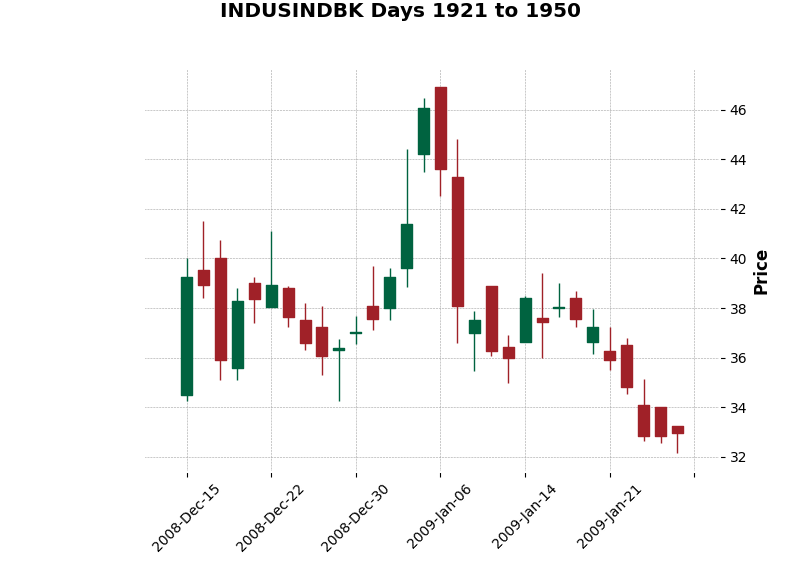 INDUSINDBK Days 1921 to 1950
46
44
42
40
38
36
34
32
Price
2008-Dec-15
2008-Dec-22
2008-Dec-30
2009-Jan-06
2009-Jan-14
2009-Jan-21